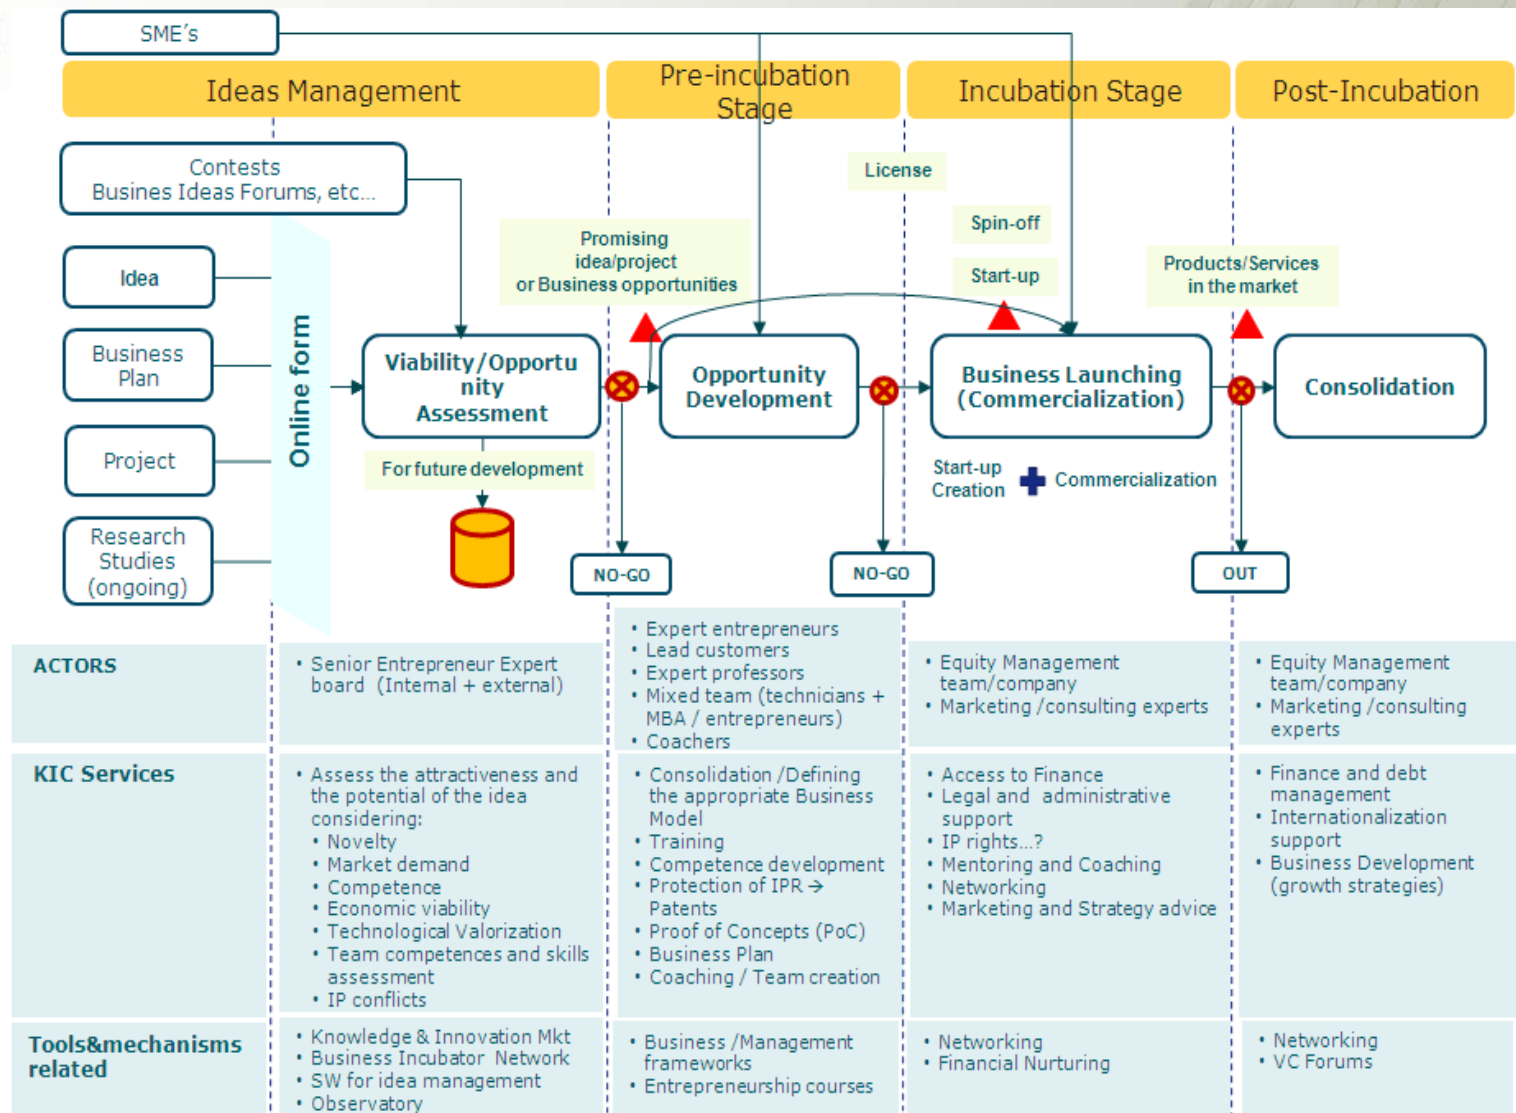 SME's
Ideas Management
Pre-incubation
Stage
Incubation Stage
Post-Incubation
Contests
Busines Ideas Forums, etc...
License
Spin-off
Start-up
Promising
idea/project
or Business opportunities
Products/Services
in the market
Idea
Business
Plan
Project
Research
Studies
(ongoing)
Online form
Viability/Opportu
nity
Assessment
Opportunity
Development
Business Launching
(Commercialization)
Consolidation
For future development
Start-up
Creation
Commercialization
NO-GO
NO-GO
OUT
ACTORS
• Senior Entrepreneur Expert
board (Internal + external)
• Expert entrepreneurs
• Lead customers
• Expert professors
• Mixed team (technicians +
MBA / entrepreneurs)
• Coachers
• Equity Management
team/company
• Marketing /consulting experts
• Equity Management
team/company
• Marketing /consulting
experts
KIC Services
• Assess the attractiveness and
the potential of the idea
considering:
• Novelty
• Market demand
• Competence
• Economic viability
• Technological Valorization
• Team competences and skills
assessment
• IP conflicts
• Consolidation /Defining
the appropriate Business
Model
• Training
• Competence development
• Protection of IPR →
Patents
• Proof of Concepts (PoC)
• Business Plan
• Coaching / Team creation
• Access to Finance
• Legal and administrative
support
• IP rights...?
• Mentoring and Coaching
• Networking
• Marketing and Strategy advice
• Finance and debt
management
• Internationalization
support
• Business Development
(growth strategies)
Tools&mechanisms
related
• Knowledge & Innovation Mkt
• Business Incubator Network
• SW for idea management
• Observatory
• Business /Management
frameworks
• Entrepreneurship courses
• Networking
• Financial Nurturing
• Networking
• VC Forums